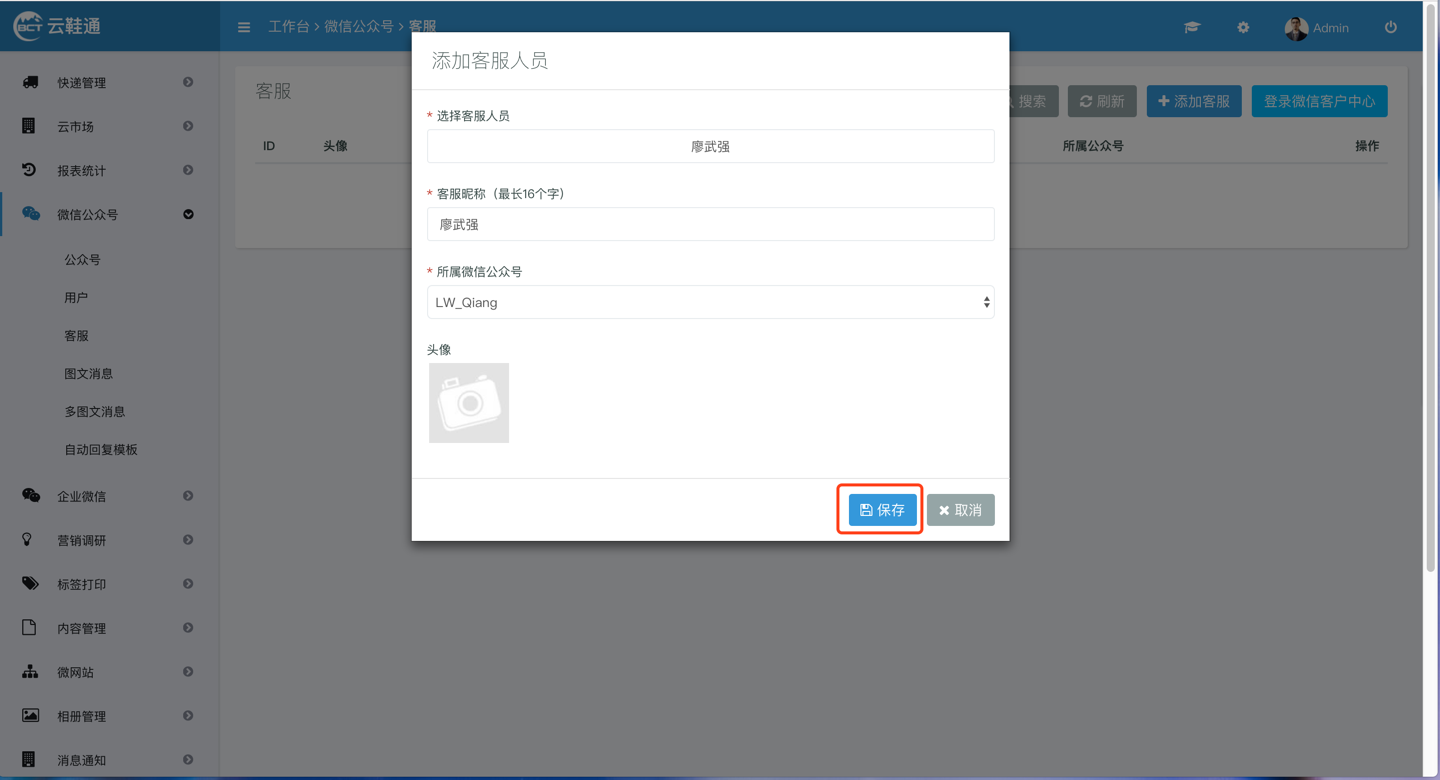 BCT 云鞋通
工作台 > 微信公众号 > 客服
Admin
快递管理
云市场
报表统计
微信公众号
公众号
用户
客服
图文消息
多图文消息
自动回复模板
企业微信
营销调研
标签打印
内容管理
微网站
相册管理
消息通知
客服
搜索
刷新
添加客服
登录微信客户中心
ID 头像 所属公众号 操作
添加客服人员
* 选择客服人员
廖武强
* 客服昵称（最长16个字）
廖武强
* 所属微信公众号
LW_Qiang
头像
保存
取消